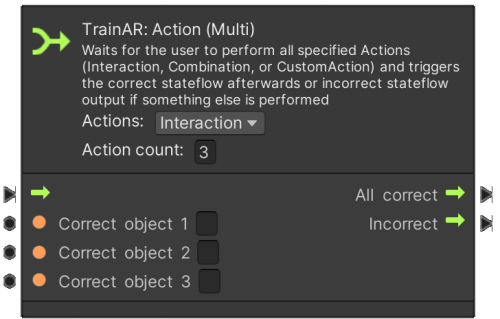 TrainAR: Action (Multi)
Waits for the user to perform all specified Actions
(Interaction, Combination, or CustomAction) and triggers
the correct stateflow afterwards or incorrect stateflow
output if something else is performed
Actions: Interaction
Action count: 3
All correct
Correct object 1 Incorrect
Correct object 2
Correct object 3